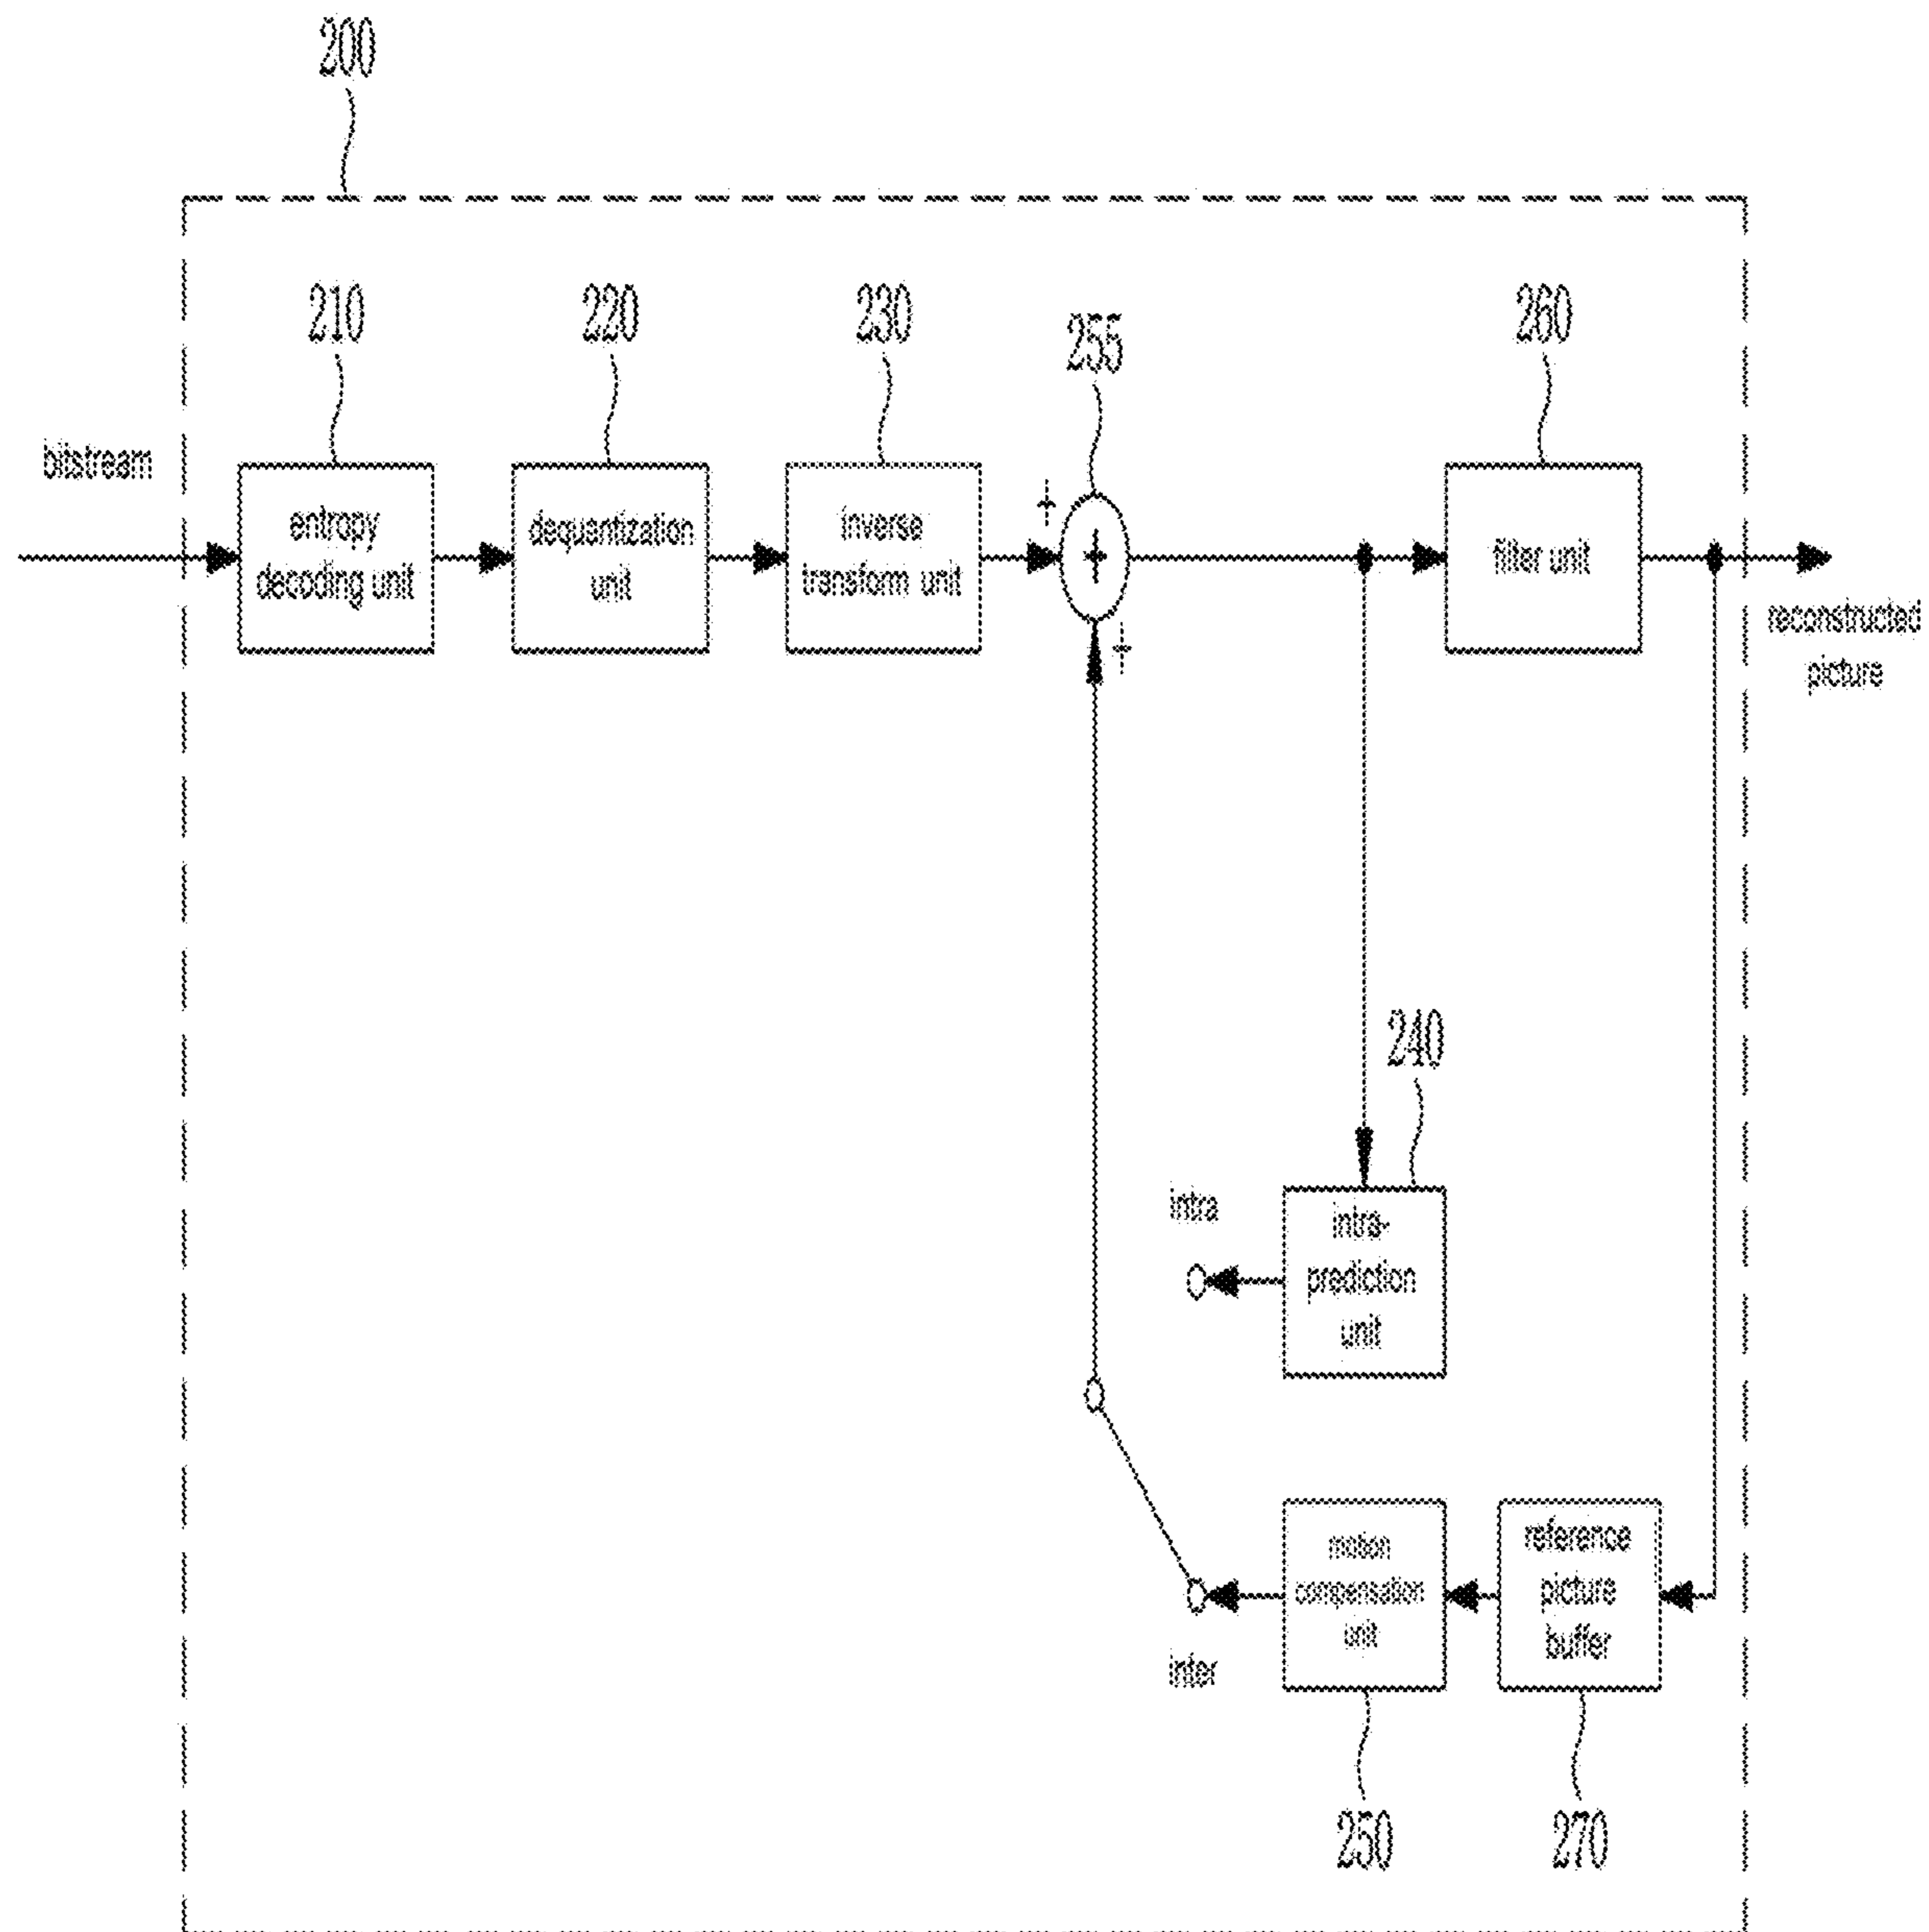 200
210
220
230
255
260
bitstream
entropy
decoding unit
dequantization
unit
inverse
transform unit
+
+
+
filter unit
reconstructed
picture
240
intra
intra-
prediction
unit
motion
compensation
unit
reference
picture
buffer
inter
250
270